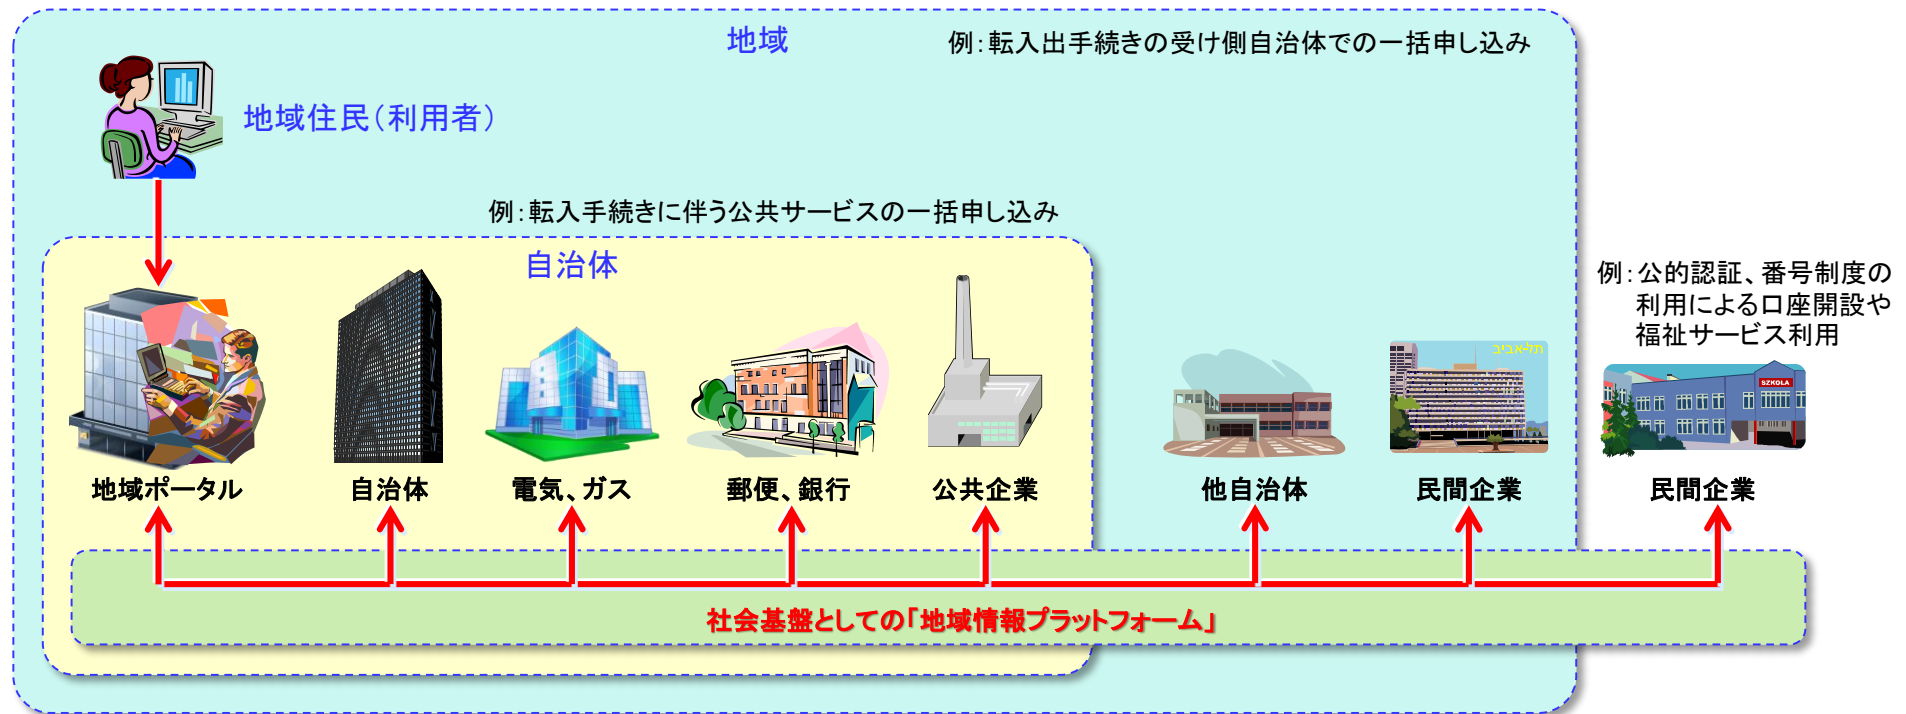 地域
例：転入出手続きの受け側自治体での一括申し込み
地域住民（利用者）
例：転入手続きに伴う公共サービスの一括申し込み
自治体
例：公的認証、番号制度の
利用による口座開設や
福祉サービス利用
תל-אביב
SZKOŁA
地域ポータル
自治体
電気、ガス
郵便、銀行
公共企業
他自治体
民間企業
民間企業
社会基盤としての「地域情報プラットフォーム」